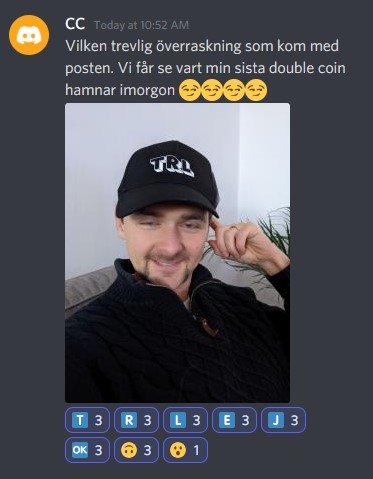 CC Today at 10:52 AM
Vilken trevlig överraskning som kom med
posten. Vi får se vart min sista double coin
hamnar imorgon
TRL
T 3 R 3 L 3 E 3 J 3
OK 3 3 1